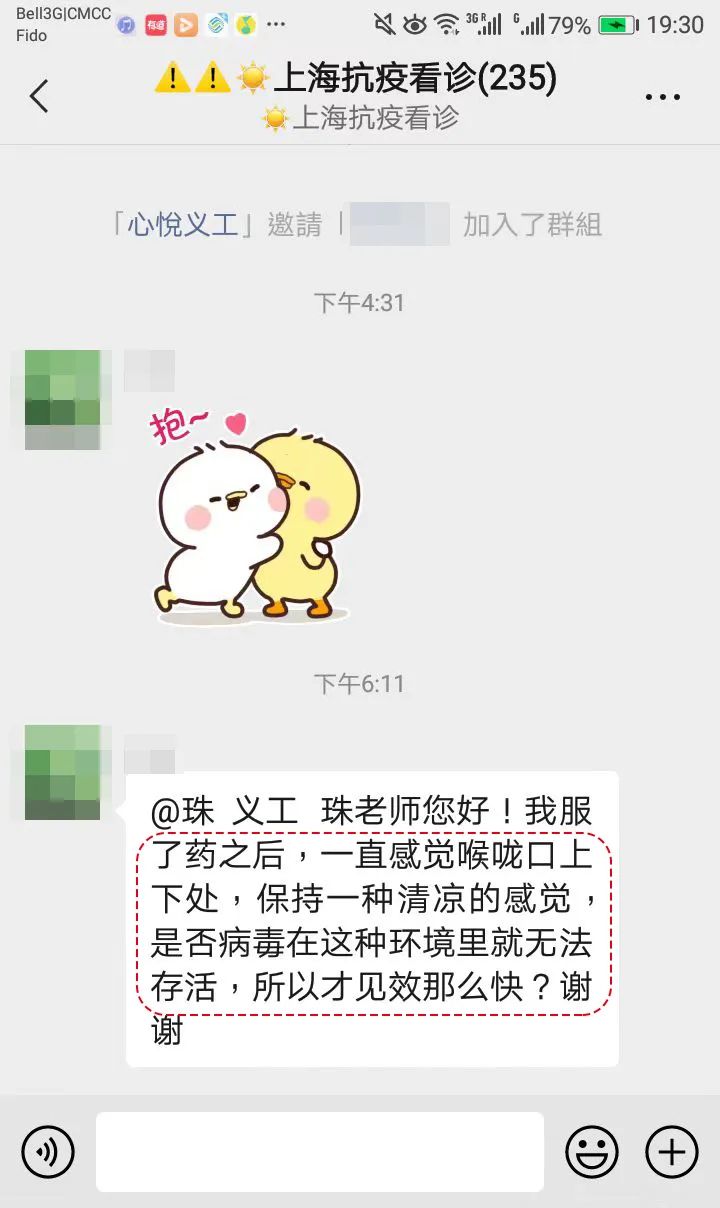 Bell3G|CMCC
Fido
有道
3G R
G
79%
19:30
上海抗疫看诊(235)
上海抗疫看诊
「心悅义工」邀請
加入了群組
下午4:31
抱~
下午6:11
@珠 义工 珠老师您好！我服
了药之后，一直感觉喉咙口上
下处，保持一种清凉的感觉，
是否病毒在这种环境里就无法
存活，所以才见效那么快？谢
谢